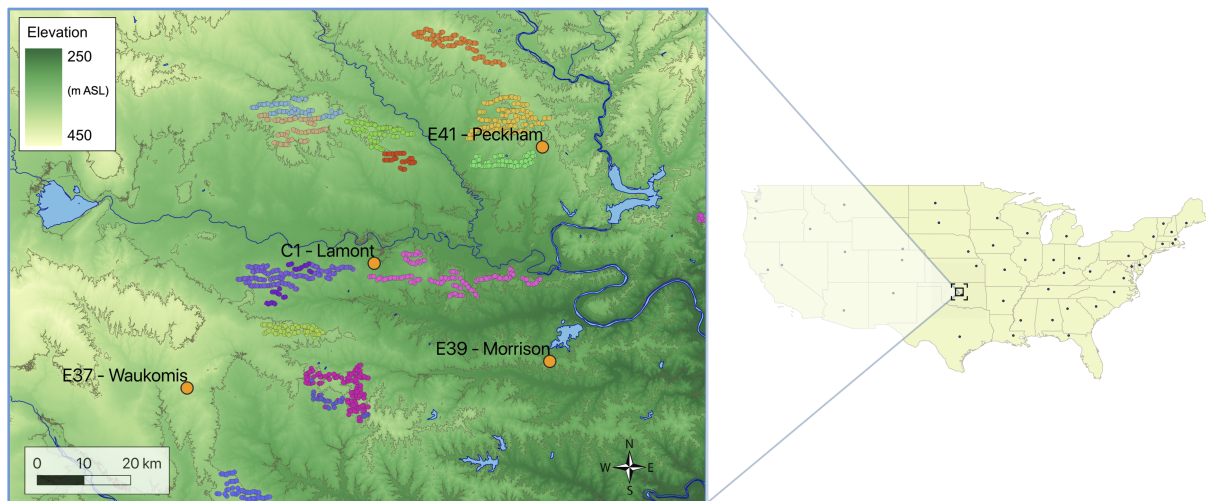 Elevation
250
(m ASL)
450
E41 - Peckham
C1 - Lamont
E39 - Morrison
E37 - Waukomis
0 10 20 km
N
W E
S